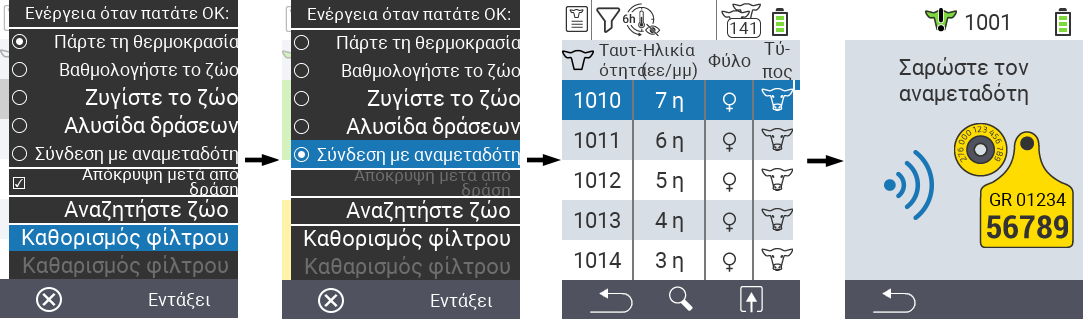 Ενέργεια όταν πατάτε OK:
Πάρτε τη θερμοκρασία
Βαθμολογήστε το ζώο
Ζυγίστε το ζώο
Αλυσίδα δράσεων
Σύνδεση με αναμεταδότη
Απόκρυψη μετά από
δράση
Αναζητήστε ζώο
Καθορισμός φίλτρου
Καθαρισμός φίλτρου
Εντάξει
Ενέργεια όταν πατάτε OK:
Πάρτε τη θερμοκρασία
Βαθμολογήστε το ζώο
Ζυγίστε το ζώο
Αλυσίδα δράσεων
Σύνδεση με αναμεταδότη
Απόκρυψη μετά από
δράση
Αναζητήστε ζώο
Καθορισμός φίλτρου
Καθαρισμός φίλτρου
Εντάξει
6h
141
Ταυτ-Ηλικία Φύλο Τύ-
ότητα(εε/μμ) πος
1010 7 η
1011 6 η
1012 5 η
1013 4 η
1014 3 η
1001
Σαρώστε τον
αναμεταδότη
276 000 123 456 789
GR 01234
56789